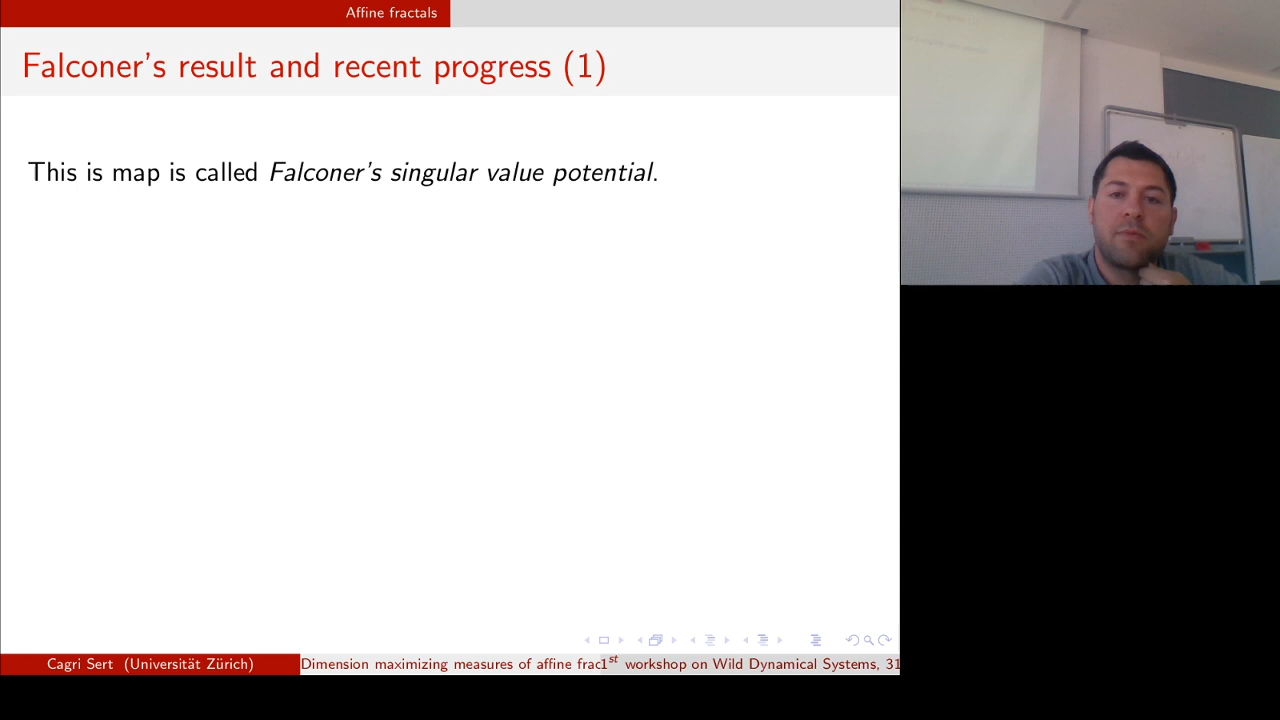 Affine fractals
Falconer's result and recent progress (1)
This is map is called Falconer's singular value potential.
Cagri Sert (Universität Zürich)
Dimension maximizing measures of affine frac
1st workshop on Wild Dynamical Systems, 31